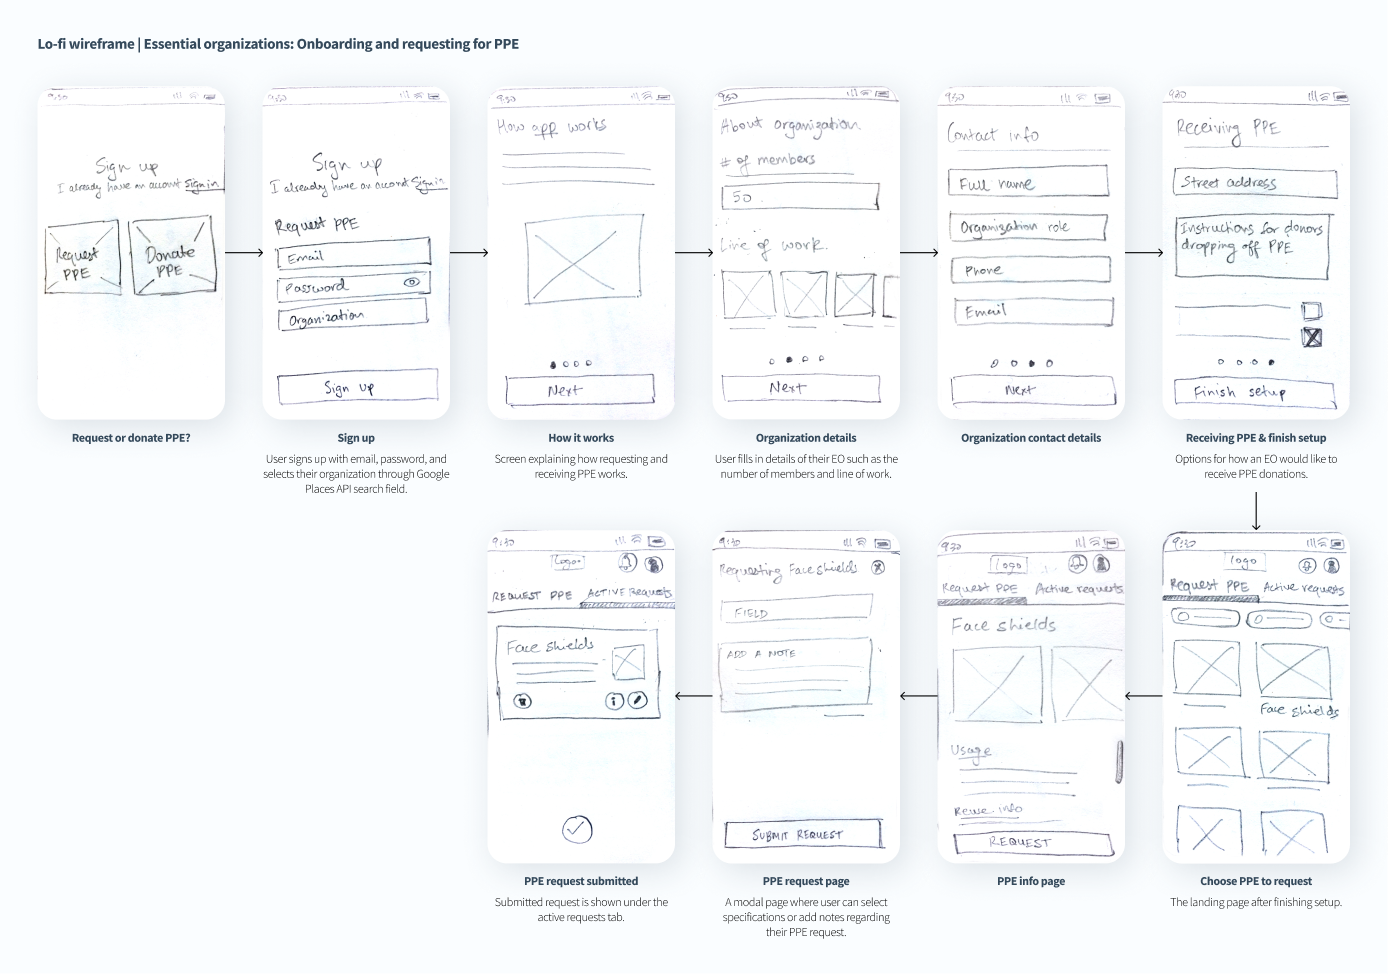 Lo-fi wireframe | Essential organizations: Onboarding and requesting for PPE
9:30
Sign up
I already have an account Sign in
Request
PPE
Donate
PPE
Request or donate PPE?
9:30
Sign up
I already have an account Sign in
Request PPE
Email
Password
Organization
Sign up
Sign up
User signs up with email, password, and
selects their organization through Google
Places API search field.
9:30
How app works
Next
How it works
Screen explaining how requesting and
receiving PPE works.
9:30
About organization
# of members
50
Line of work.
Next
Organization details
User fills in details of their EO such as the
number of members and line of work.
9:30
Contact info
Full name
Organization role
Phone
Email
Next
Organization contact details
9:30
Receiving PPE
Street address
Instructions for donors
dropping off PPE
Finish setup
Receiving PPE & finish setup
Options for how an EO would like to
receive PPE donations.
9:30
logo
Request PPE Active requests
Face shields
Choose PPE to request
The landing page after finishing setup.
9:30
logo
Request PPE Active requests
Face shields
Usage
info
REQUEST
PPE info page
9:30
Requesting Face shields
FIELD
ADD A NOTE
SUBMIT REQUEST
PPE request page
A modal page where user can select
specifications or add notes regarding
their PPE request.
9:30
logo
REQUEST PPE ACTIVE Requests
Face shields
PPE request submitted
Submitted request is shown under the
active requests tab.